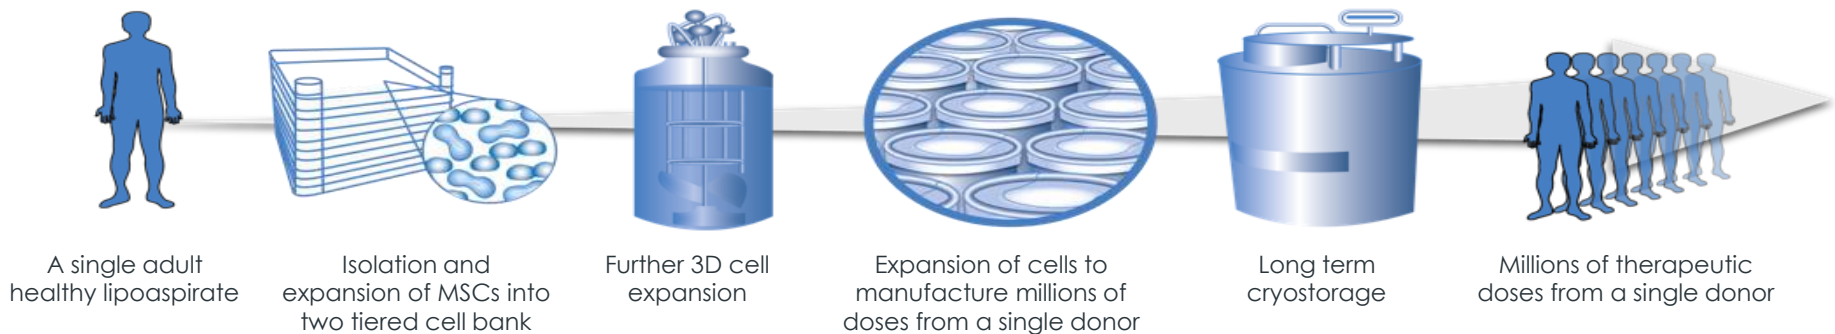 A single adult
healthy lipoaspirate
Isolation and
expansion of MSCs into
two tiered cell bank
Further 3D cell
expansion
Expansion of cells to
manufacture millions of
doses from a single donor
Long term
cryostorage
Millions of therapeutic
doses from a single donor